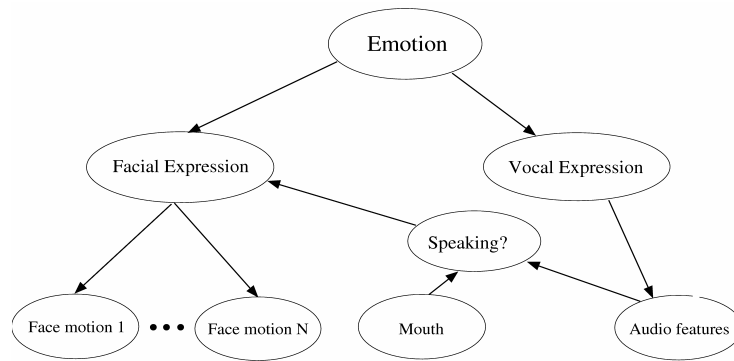 Emotion
Facial Expression
Vocal Expression
Speaking?
Face motion 1
Face motion N
Mouth
Audio features